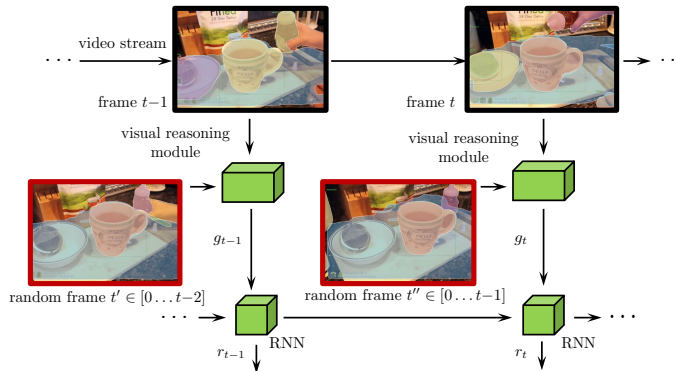 video stream
frame t−1
frame t
visual reasoning
module
visual reasoning
module
g_{t−1}
g_t
random frame t′ ∈ [0 … t−2]
random frame t″ ∈ [0 … t−1]
RNN
RNN
r_{t−1}
r_t